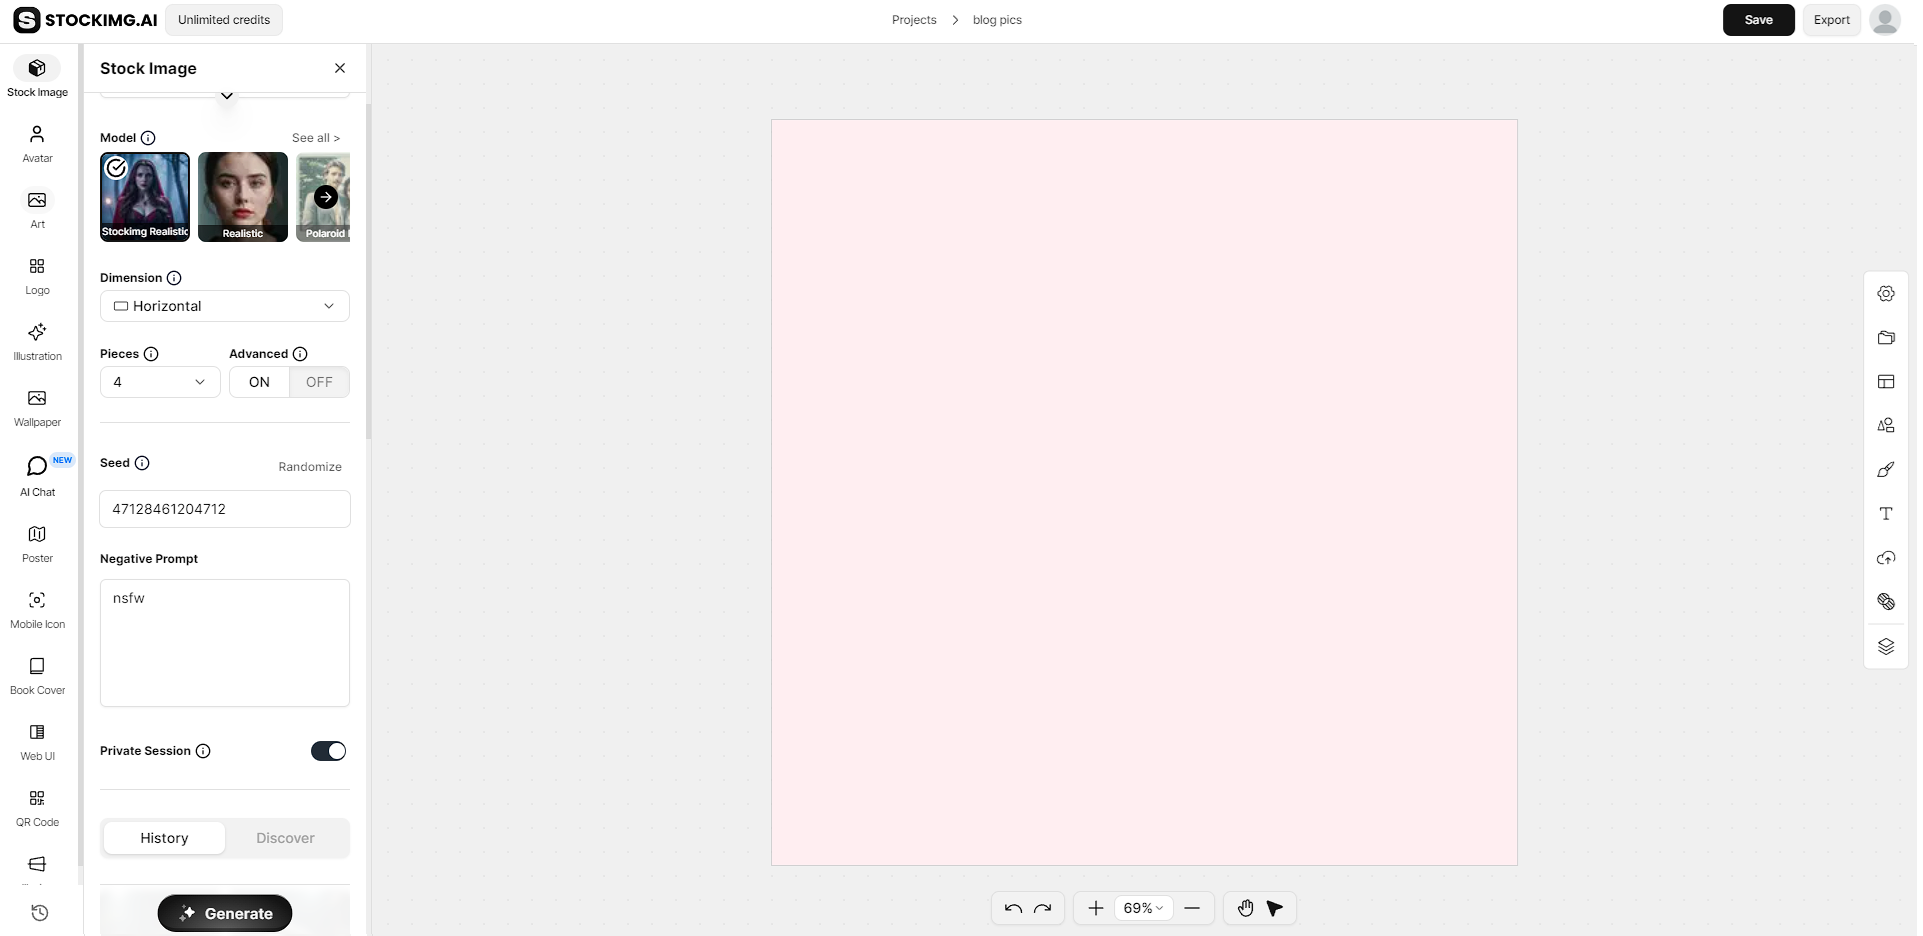 STOCKIMG.AI
Unlimited credits
Projects > blog pics
Save
Export
Stock Image
Avatar
Art
Logo
Illustration
Wallpaper
NEW
AI Chat
Poster
Mobile Icon
Book Cover
Web UI
QR Code
Stock Image
Model
See all >
Stockimg Realistic
Realistic
Polaroid
Dimension
Horizontal
Pieces
Advanced
4
ON
OFF
Seed
Randomize
47128461204712
Negative Prompt
nsfw
Private Session
History
Discover
Generate
69%